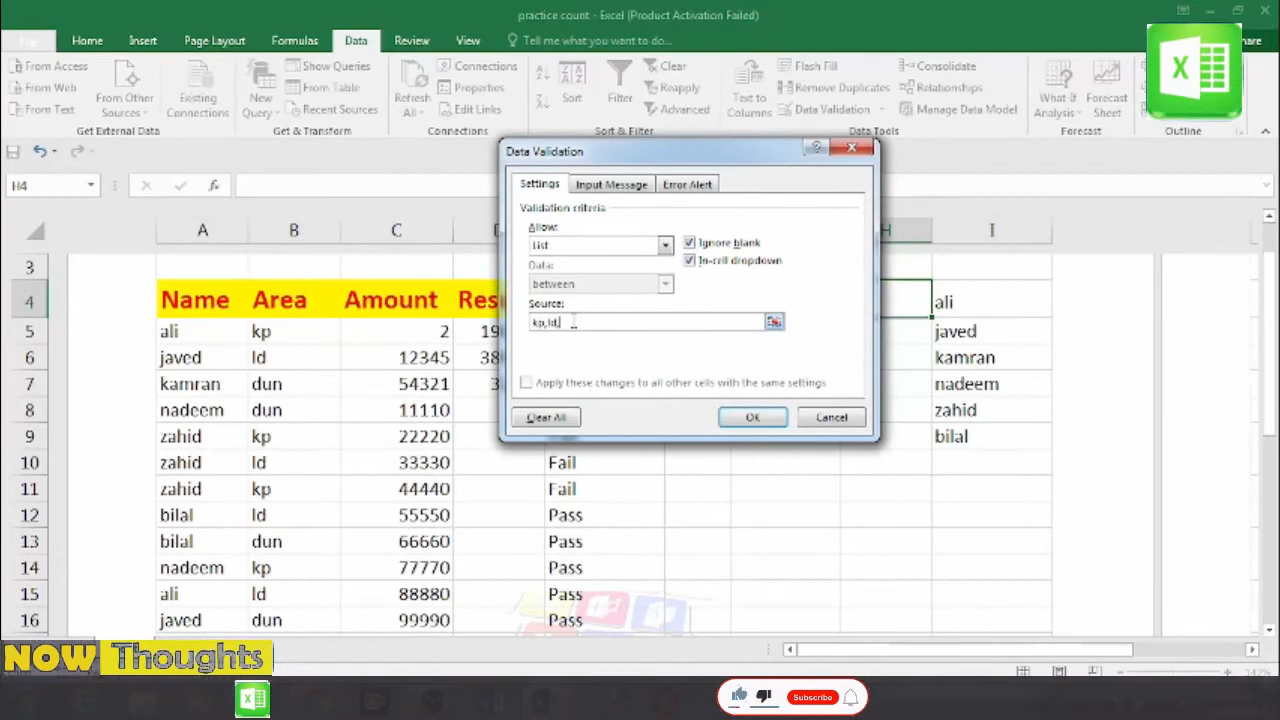 practice count - Excel (Product Activation Failed)
Home Insert Page Layout Formulas Data Review View Tell me what you want to do...
From Access
From Web
From Text
From Other Sources
Existing Connections
Get External Data
New Query
Show Queries
From Table
Recent Sources
Get & Transform
Refresh All
Connections
Properties
Edit Links
Connections
Sort
Filter
Clear
Reapply
Advanced
Sort & Filter
Text to Columns
Flash Fill
Remove Duplicates
Data Validation
Consolidate
Relationships
Manage Data Model
Data Tools
What-If Analysis
Forecast Sheet
Forecast
Outline
H4
fx
Data Validation
Settings Input Message Error Alert
Validation criteria
Allow:
List
Ignore blank
In-cell dropdown
Data:
between
Source:
kp,ld,
Apply these changes to all other cells with the same settings
Clear All OK Cancel
A B C H I
3
4 Name Area Amount Res ali
5 ali kp 2 19 javed
6 javed ld 12345 38 kamran
7 kamran dun 54321 3 nadeem
8 nadeem dun 11110 zahid
9 zahid kp 22220 bilal
10 zahid ld 33330 Fail
11 zahid kp 44440 Fail
12 bilal ld 55550 Pass
13 bilal dun 66660 Pass
14 nadeem kp 77770 Pass
15 ali ld 88880 Pass
16 javed dun 99990 Pass
NOW Thoughts
Subscribe